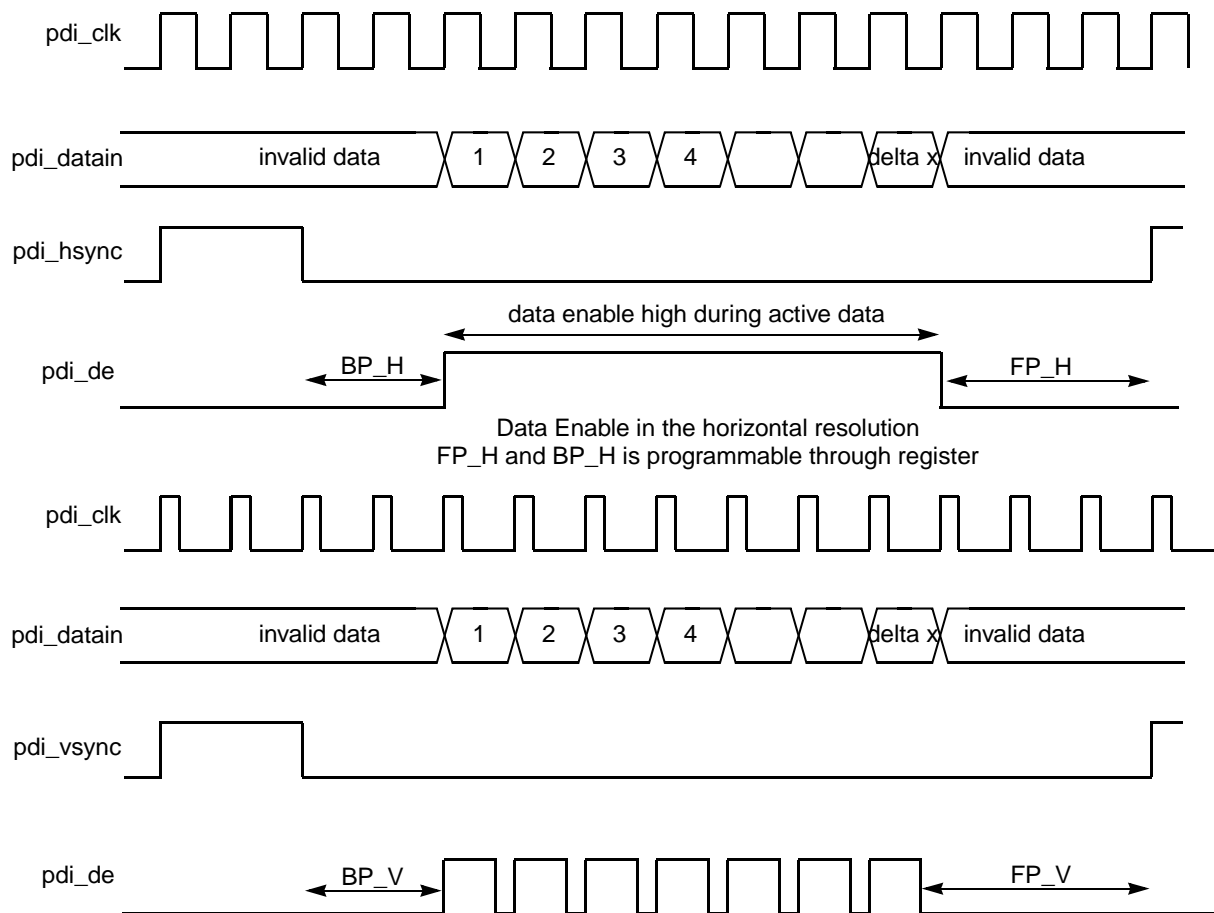 pdi_clk
pdi_datain invalid data 1 2 3 4 delta x invalid data
pdi_hsync
data enable high during active data
pdi_de BP_H FP_H
Data Enable in the horizontal resolution
FP_H and BP_H is programmable through register
pdi_clk
pdi_datain invalid data 1 2 3 4 delta x invalid data
pdi_vsync
pdi_de BP_V FP_V